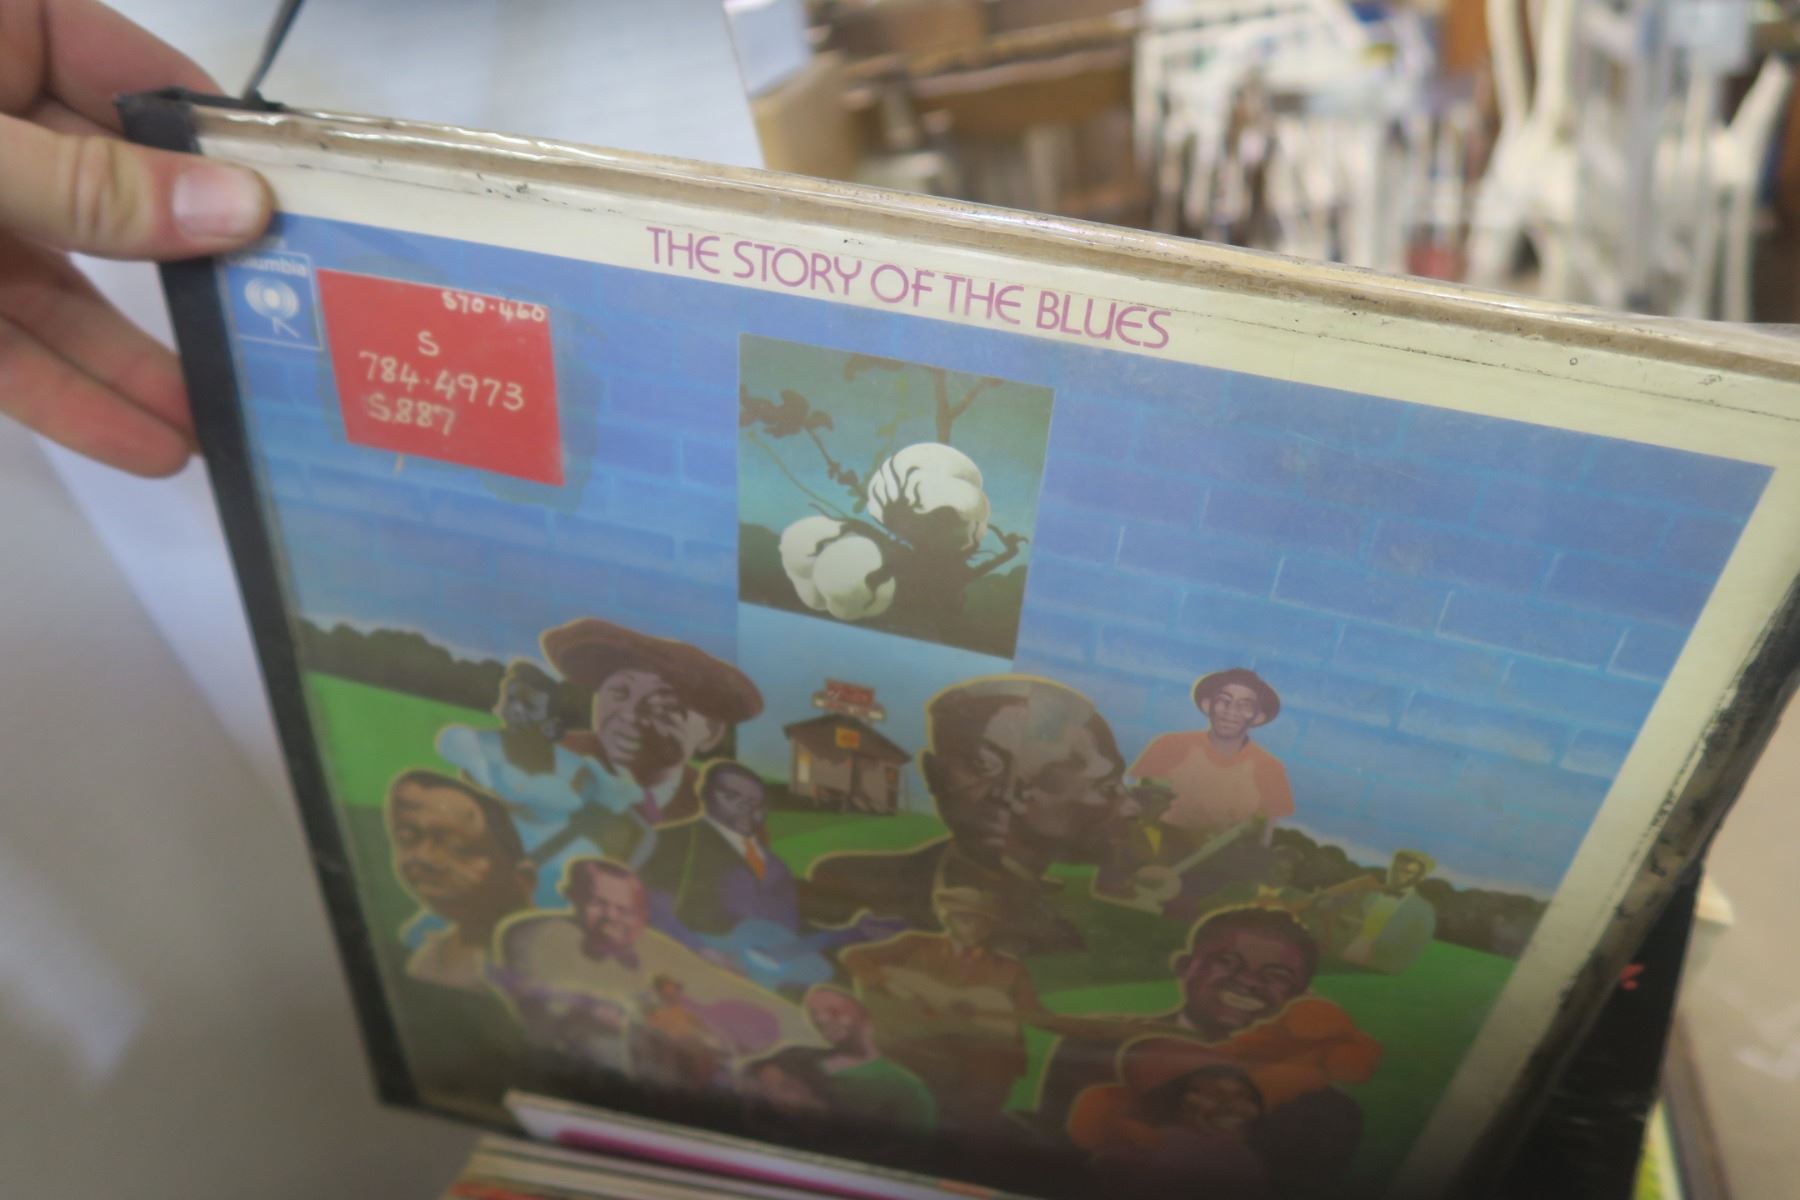 THE STORY OF THE BLUES
Columbia
S70·460
S
784·4973
S887